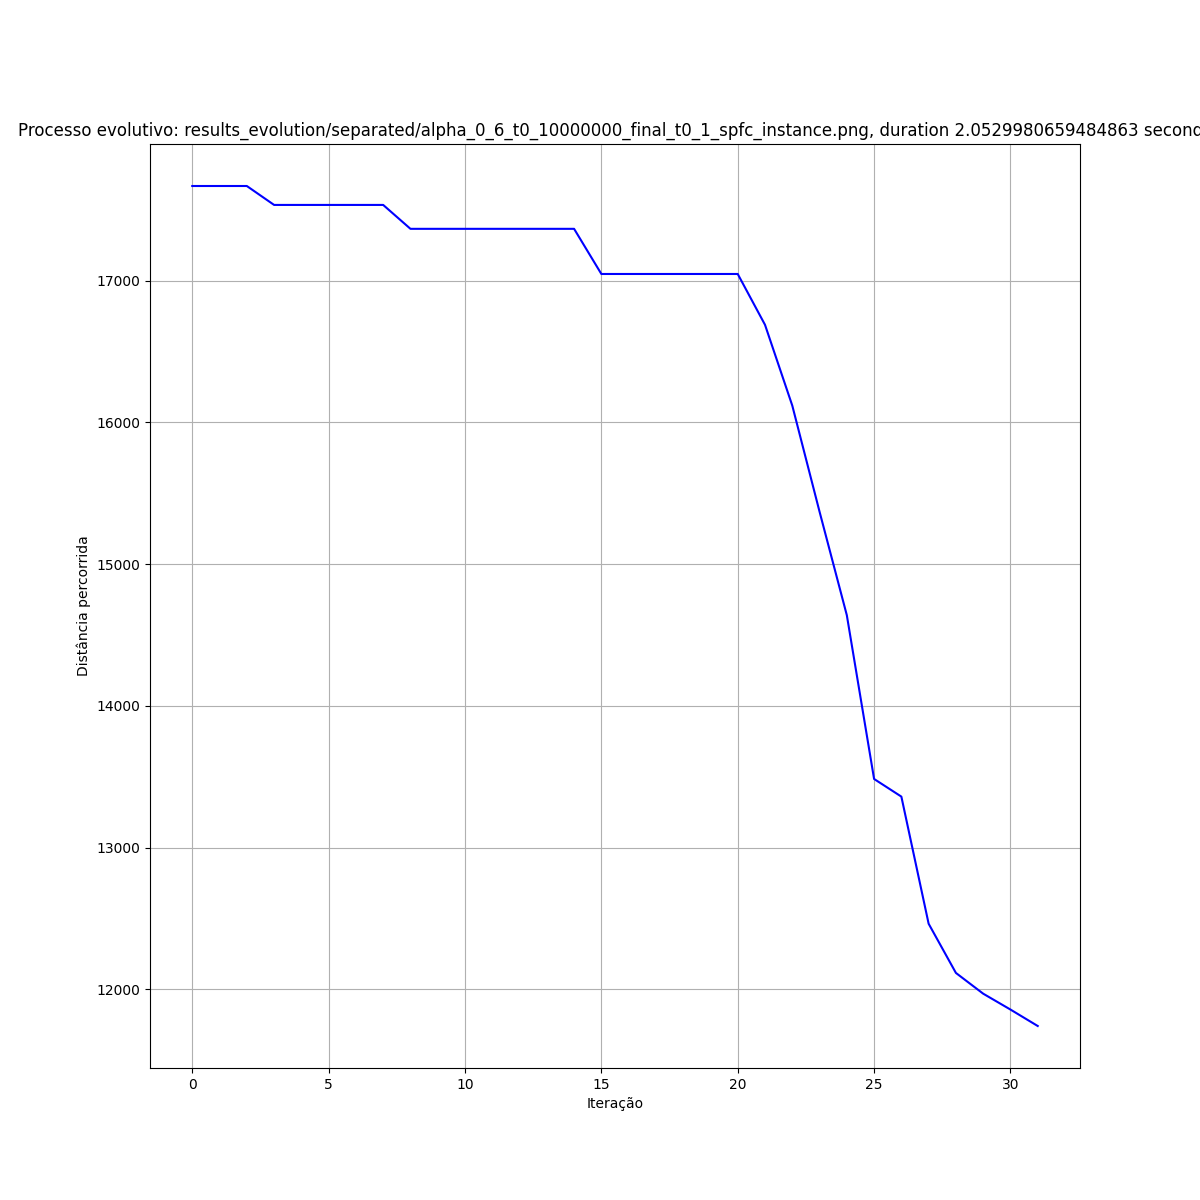 Processo evolutivo: results_evolution/separated/alpha_0_6_t0_10000000_final_t0_1_spfc_instance.png, duration 2.0529980659484863 second
17000
16000
15000
14000
13000
12000
Distância percorrida
0 5 10 15 20 25 30
Iteração